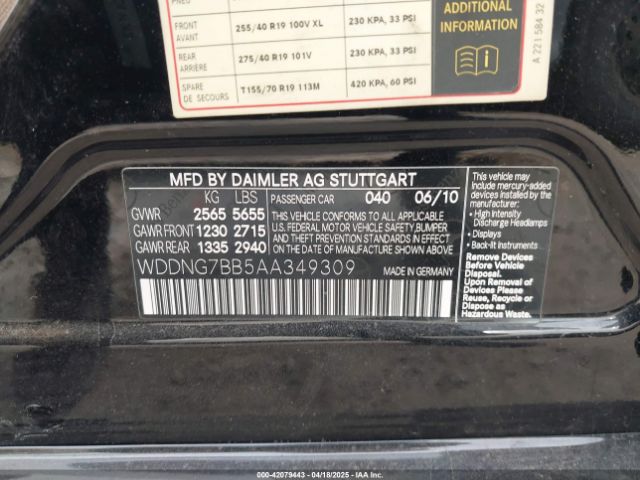 PNEU
FRONT 255/40 R19 100V XL 230 KPA, 33 PSI
AVANT
REAR 275/40 R19 101V 230 KPA, 33 PSI
ARRIÈRE
SPARE T155/70 R19 113M 420 KPA, 60 PSI
DE SECOURS
ADDITIONAL
INFORMATION
A 221 584 32
MFD BY DAIMLER AG STUTTGART
KG LBS PASSENGER CAR 040 06/10
GVWR 2565 5655
GAWR FRONT 1230 2715
GAWR REAR 1335 2940
THIS VEHICLE CONFORMS TO ALL APPLICABLE
U.S. FEDERAL MOTOR VEHICLE SAFETY, BUMPER
AND THEFT PREVENTION STANDARDS IN
EFFECT ON THE DATE OF MANUFACTURE
SHOWN ABOVE.
WDDNG7BB5AA349309 MADE IN GERMANY
This vehicle may
include mercury-added
devices installed by the
manufacturer:
• High Intensity
Discharge Headlamps
• Displays
• Back-lit Instruments
Remove Devices
Before Vehicle
Disposal.
Upon Removal of
Devices Please
Reuse, Recycle or
Dispose as
Hazardous Waste.
000-42079443 - 04/18/2025 - IAAI.COM